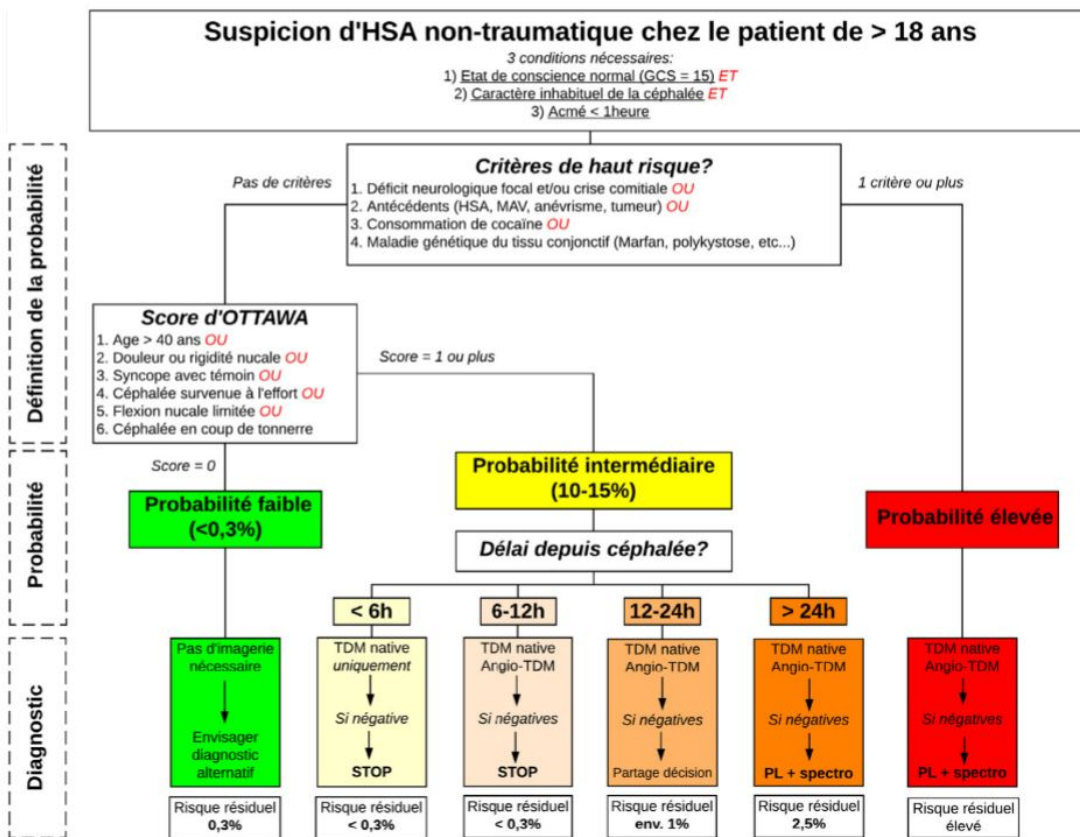 Suspicion d'HSA non-traumatique chez le patient de > 18 ans
3 conditions nécessaires:
1) Etat de conscience normal (GCS = 15) ET
2) Caractère inhabituel de la céphalée ET
3) Acmé < 1heure
Définition de la probabilité
Pas de critères
Critères de haut risque?
1. Déficit neurologique focal et/ou crise comitiale OU
2. Antécédents (HSA, MAV, anévrisme, tumeur) OU
3. Consommation de cocaïne OU
4. Maladie génétique du tissu conjonctif (Marfan, polykystose, etc...)
1 critère ou plus
Score d'OTTAWA
1. Age > 40 ans OU
2. Douleur ou rigidité nucale OU
3. Syncope avec témoin OU
4. Céphalée survenue à l'effort OU
5. Flexion nucale limitée OU
6. Céphalée en coup de tonnerre
Score = 1 ou plus
Score = 0
Probabilité
Probabilité faible
(<0,3%)
Probabilité intermédiaire
(10-15%)
Probabilité élevée
Délai depuis céphalée?
< 6h
6-12h
12-24h
> 24h
Diagnostic
Pas d'imagerie
nécessaire
Envisager
diagnostic
alternatif
Risque résiduel
0,3%
TDM native
uniquement
Si négative
STOP
Risque résiduel
< 0,3%
TDM native
Angio-TDM
Si négatives
STOP
Risque résiduel
< 0,3%
TDM native
Angio-TDM
Si négatives
Partage décision
Risque résiduel
env. 1%
TDM native
Angio-TDM
Si négatives
PL + spectro
Risque résiduel
2,5%
TDM native
Angio-TDM
Si négatives
PL + spectro
Risque résiduel
élevé